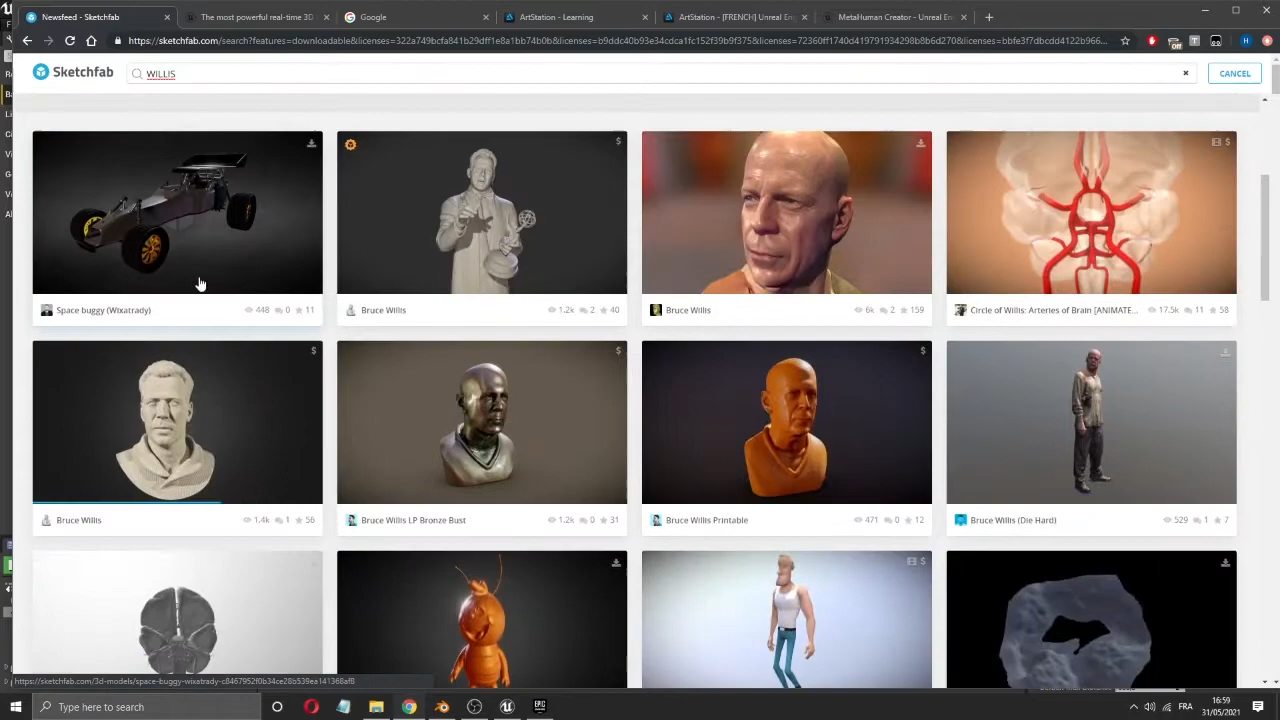 Newsfeed - Sketchfab
The most powerful real-time 3D
Google
ArtStation - Learning
ArtStation - [FRENCH] Unreal En
MetaHuman Creator - Unreal En
Sketchfab
WILLIS
CANCEL
Space buggy (Wixatrady)
448
0
11
Bruce Willis
1.2k
2
40
Bruce Willis
6k
2
159
Circle of Willis: Arteries of Brain [ANIMATE...
17.5k
11
58
Bruce Willis
1.4k
1
56
Bruce Willis LP Bronze Bust
1.2k
0
31
Bruce Willis Printable
471
0
12
Bruce Willis (Die Hard)
529
1
7
Type here to search
FRA
16:59
31/05/2021